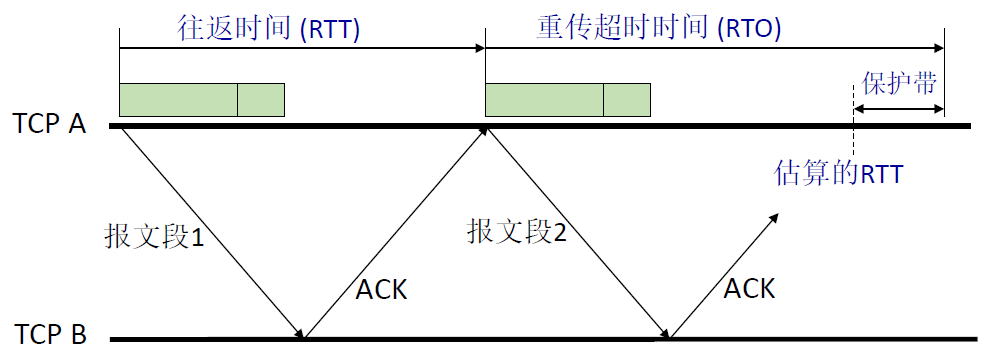 往返时间 (RTT)
重传超时时间 (RTO)
保护带
TCP A
估算的RTT
报文段1
报文段2
ACK
ACK
TCP B